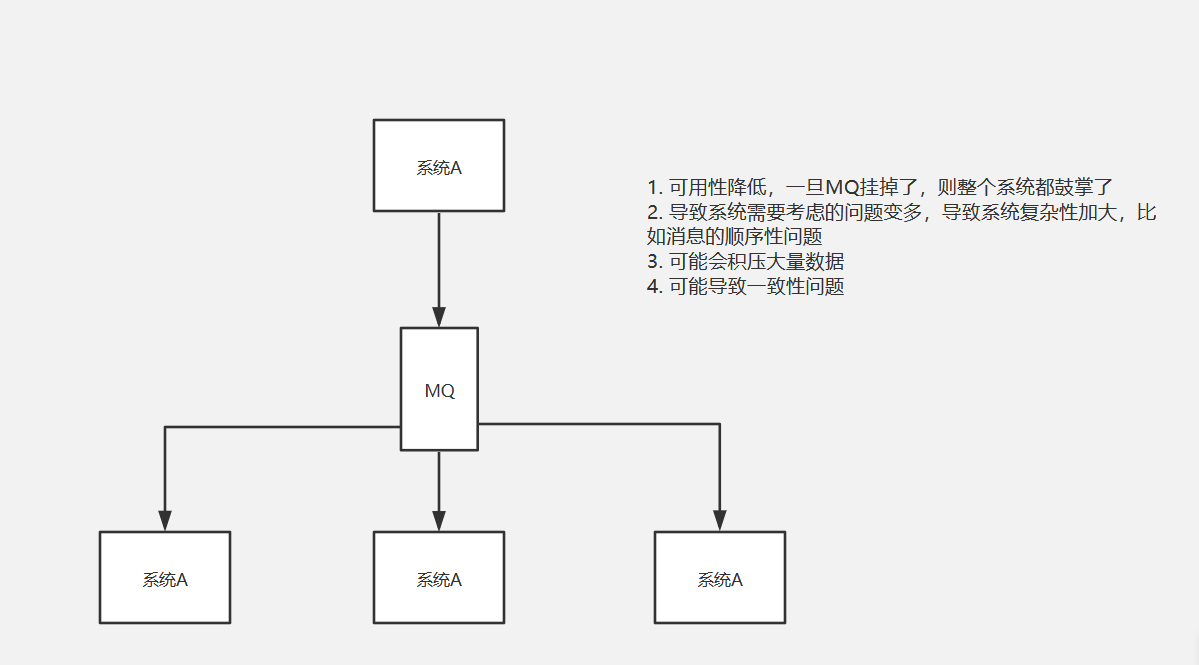 系统A
1. 可用性降低，一旦MQ挂掉了，则整个系统都鼓掌了
2. 导致系统需要考虑的问题变多，导致系统复杂性加大，比
如消息的顺序性问题
3. 可能会积压大量数据
4. 可能导致一致性问题
MQ
系统A
系统A
系统A